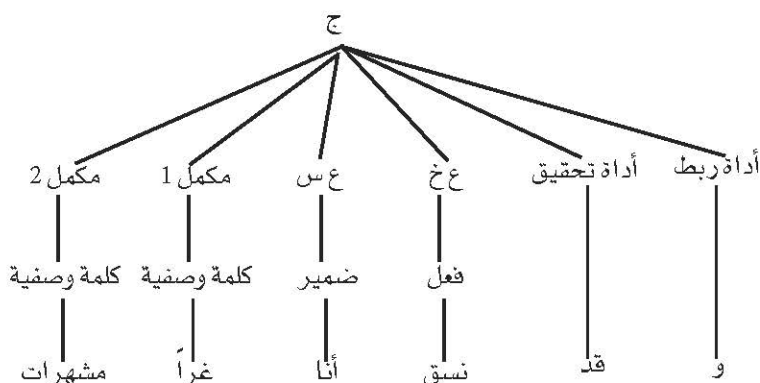 ج
أداة ربط أداة تحقيق ع خ ع س مكمل 1 مكمل 2
فعل ضمير كلمة وصفية كلمة وصفية
و قد نسق أنا غراً مشهرات